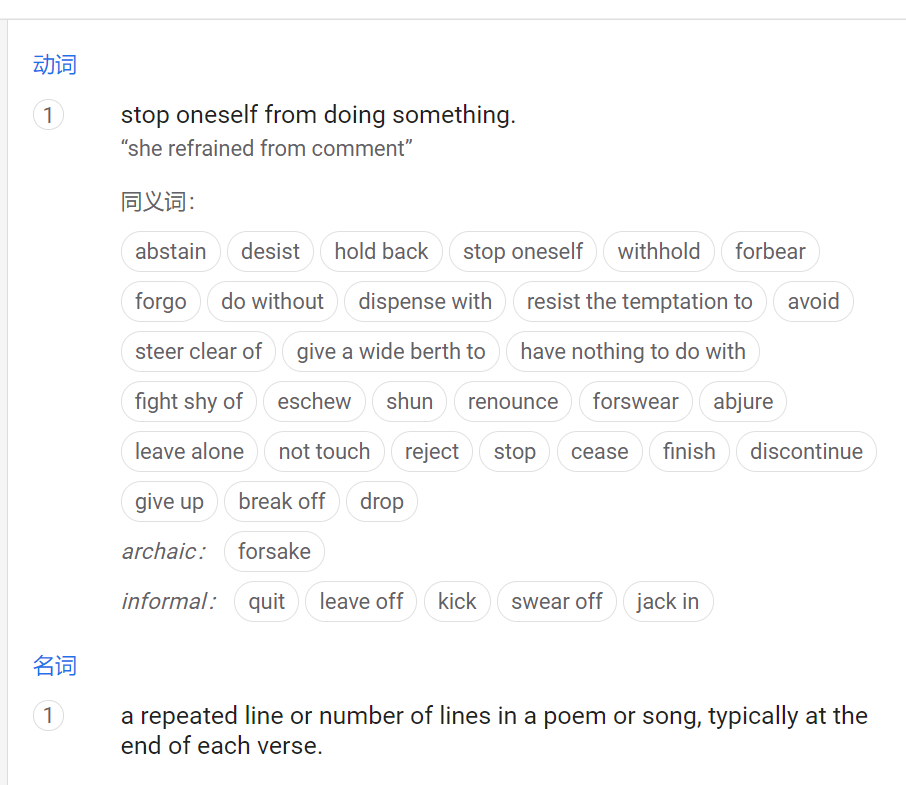 动词
1 stop oneself from doing something.
“she refrained from comment”
同义词：
abstain desist hold back stop oneself withhold forbear
forgo do without dispense with resist the temptation to avoid
steer clear of give a wide berth to have nothing to do with
fight shy of eschew shun renounce forswear abjure
leave alone not touch reject stop cease finish discontinue
give up break off drop
archaic： forsake
informal： quit leave off kick swear off jack in
名词
1 a repeated line or number of lines in a poem or song, typically at the
end of each verse.